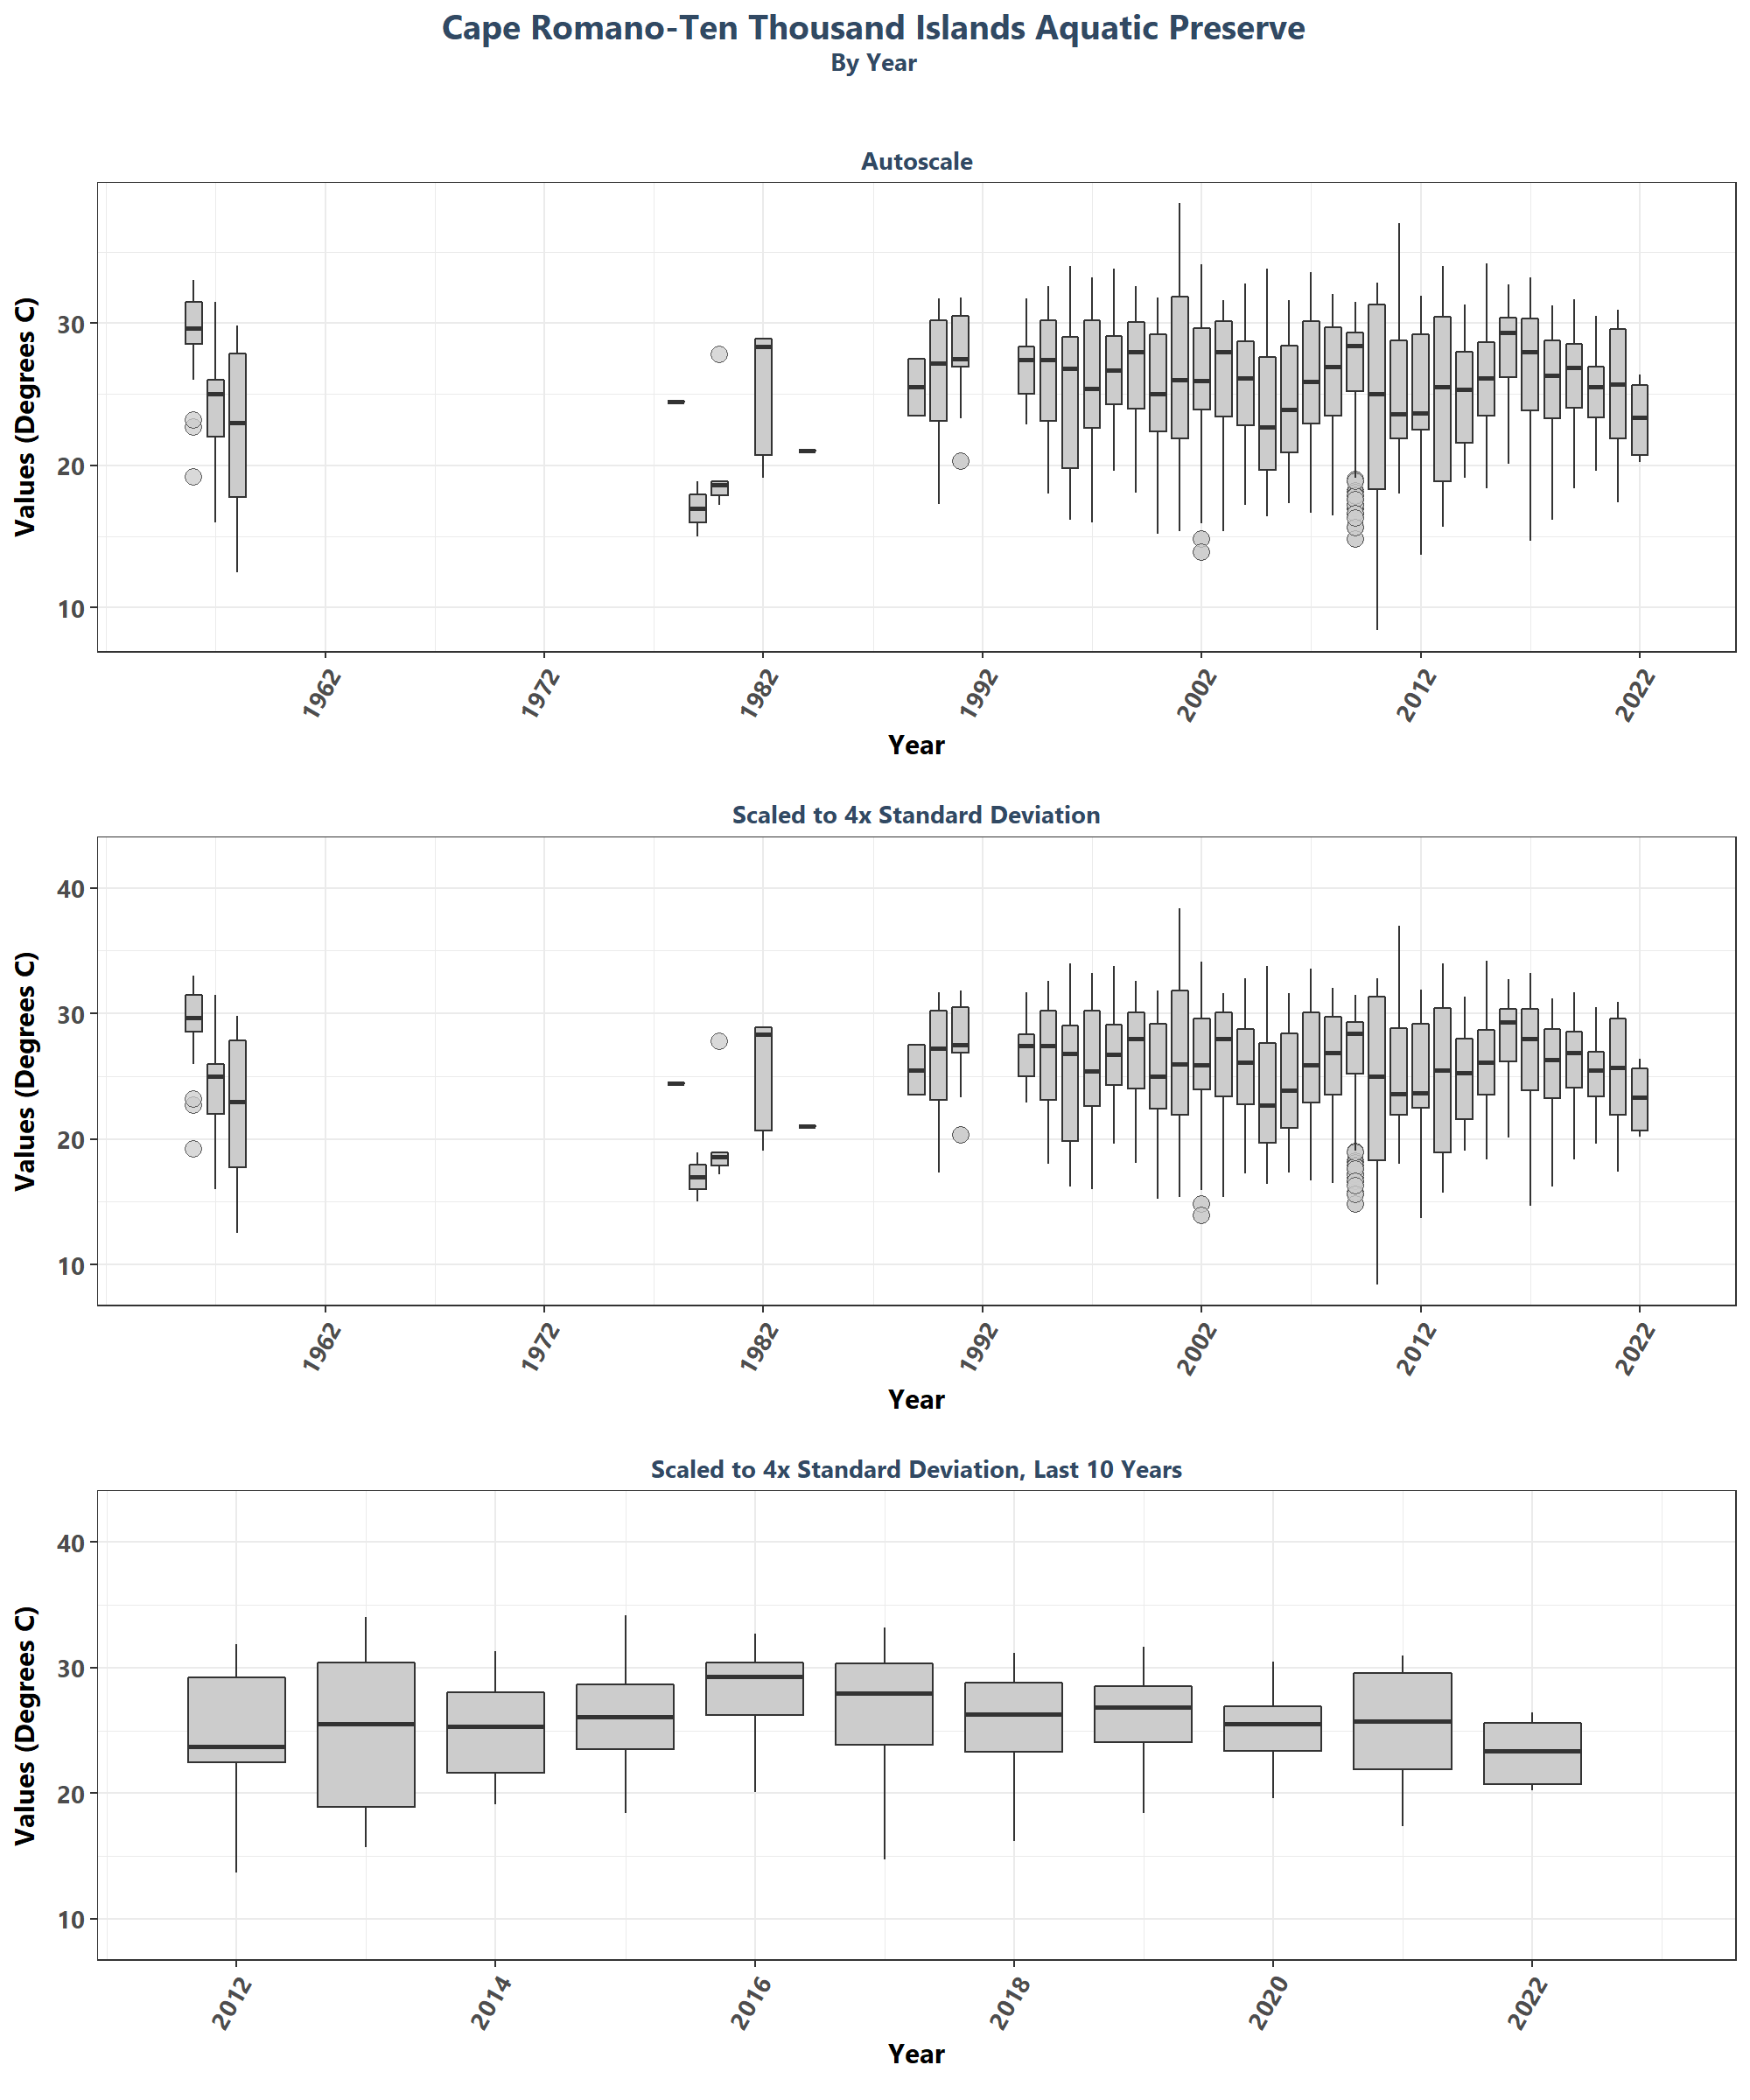 Cape Romano-Ten Thousand Islands Aquatic Preserve
By Year
Autoscale
Values (Degrees C)
30
20
10
1962 1972 1982 1992 2002 2012 2022
Year
Scaled to 4x Standard Deviation
Values (Degrees C)
40
30
20
10
1962 1972 1982 1992 2002 2012 2022
Year
Scaled to 4x Standard Deviation, Last 10 Years
Values (Degrees C)
40
30
20
10
2012 2014 2016 2018 2020 2022
Year